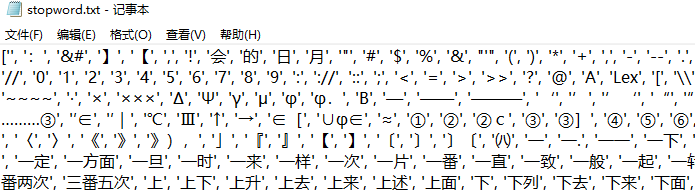 stopword.txt - 记事本
文件(F) 编辑(E) 格式(O) 查看(V) 帮助(H)
['', ': ', '&#', '】', '【', ',', '!', '会', '的', '日', '月', '"', '#', '$', '%', '&', "'", '(', ')', '*', '+', ',', '-', '--', '.',
'//', '0', '1', '2', '3', '4', '5', '6', '7', '8', '9', ':', '://', '::', ';', '<', '=', '>', '>>', '?', '@', 'A', 'Lex', '[', '\\
'~~~~', '·', '×', '×××', 'Δ', 'Ψ', 'γ', 'μ', 'φ', 'φ．', 'В', '—', '——', '———',
………③', '∈', '｜', '℃', 'Ⅲ', '↑', '→', '∈［', '∪φ∈', '≈', '①', '②', '②ｃ', '③', '③］', '④', '⑤', '⑥',
, '〈', '〉', '《', '》', '》），', '」', '『', '』', '【', '】', '〔', '〕', '〕〔', '㈧', '一', '一.', '一下',
, '一定', '一方面', '一旦', '一时', '一来', '一样', '一次', '一片', '一番', '一直', '一致', '一般', '一起',
番两次', '三番五次', '上', '上下', '上升', '上去', '上来', '上述', '上面', '下', '下列', '下去', '下来', '下面',